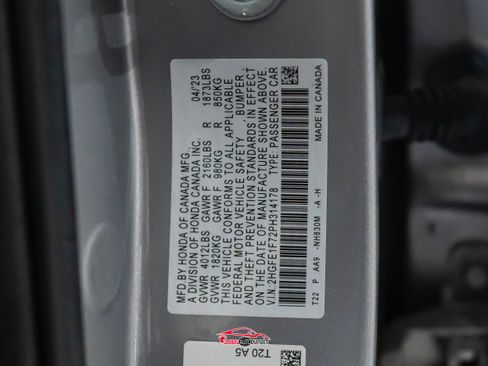 MFD.BY HONDA OF CANADA MFG. 04/'23
A DIVISION OF HONDA CANADA INC.
GVWR 4012LBS GAWR F 2160LBS R 1873LBS
GVWR 1820KG GAWR F 980KG R 850KG
THIS VEHICLE CONFORMS TO ALL APPLICABLE
FEDERAL MOTOR VEHICLE SAFETY, BUMPER
AND THEFT PREVENTION STANDARDS IN EFFECT
ON THE DATE OF MANUFACTURE SHOWN ABOVE.
V.I.N: 2HGFE1F72PH314178 TYPE: PASSENGER CAR
T22 P AA9 -NH830M -A -H MADE IN CANADA
T20 A5
GLOBAL AUTO OUTLET